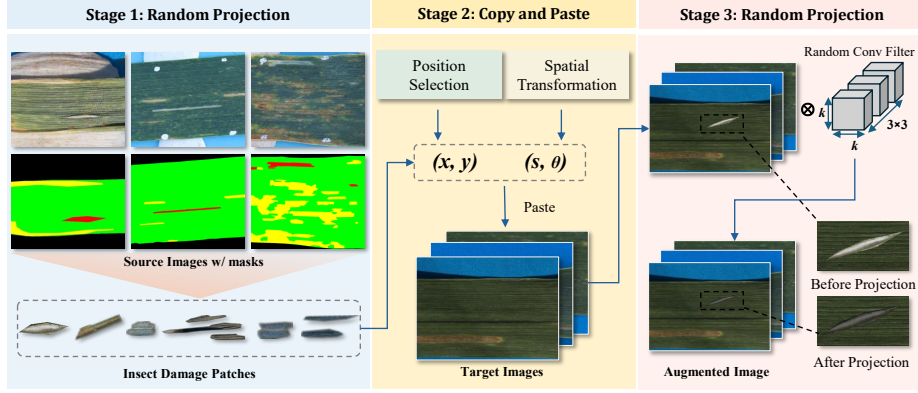 Stage 1: Random Projection
Source Images w/ masks
Insect Damage Patches
Stage 2: Copy and Paste
Position
Selection
Spatial
Transformation
(x, y)
(s, θ)
Paste
Target Images
Stage 3: Random Projection
Random Conv Filter
⊗
k
k
3×3
Before Projection
After Projection
Augmented Image